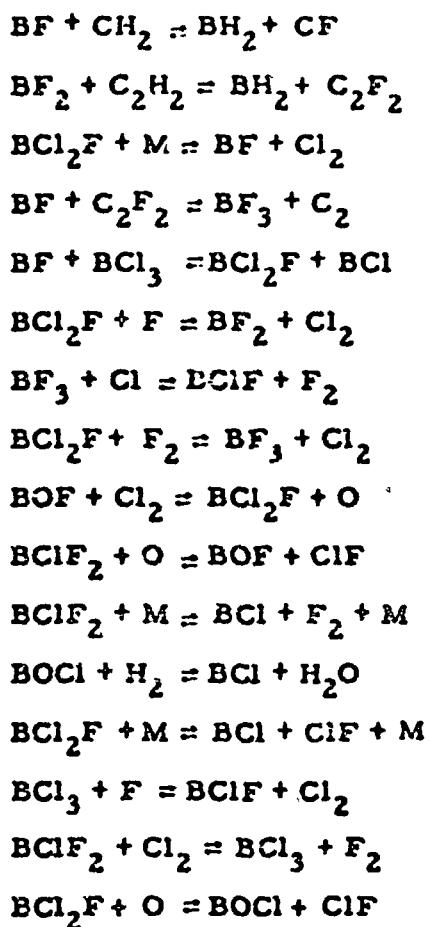 BF + CH₂ ⇌ BH₂ + CF
BF₂ + C₂H₂ = BH₂ + C₂F₂
BCl₂F + M ⇌ BF + Cl₂
BF + C₂F₂ = BF₃ + C₂
BF + BCl₃ = BCl₂F + BCl
BCl₂F + F = BF₂ + Cl₂
BF₃ + Cl = BClF + F₂
BCl₂F + F₂ = BF₃ + Cl₂
BOF + Cl₂ = BCl₂F + O
BClF₂ + O = BOF + ClF
BClF₂ + M ⇌ BCl + F₂ + M
BOCl + H₂ = BCl + H₂O
BCl₂F + M ⇌ BCl + ClF + M
BCl₃ + F = BClF + Cl₂
BClF₂ + Cl₂ = BCl₃ + F₂
BCl₂F + O = BOCl + ClF